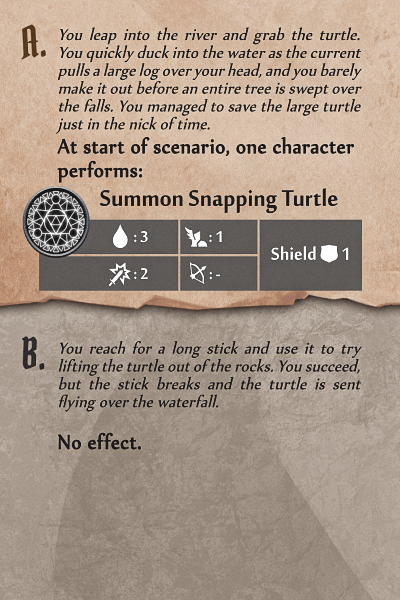 A.
You leap into the river and grab the turtle.
You quickly duck into the water as the current
pulls a large log over your head, and you barely
make it out before an entire tree is swept over
the falls. You managed to save the large turtle
just in the nick of time.
At start of scenario, one character
performs:
Summon Snapping Turtle
: 3
: 1
Shield 1
: 2
: -
B.
You reach for a long stick and use it to try
lifting the turtle out of the rocks. You succeed,
but the stick breaks and the turtle is sent
flying over the waterfall.
No effect.